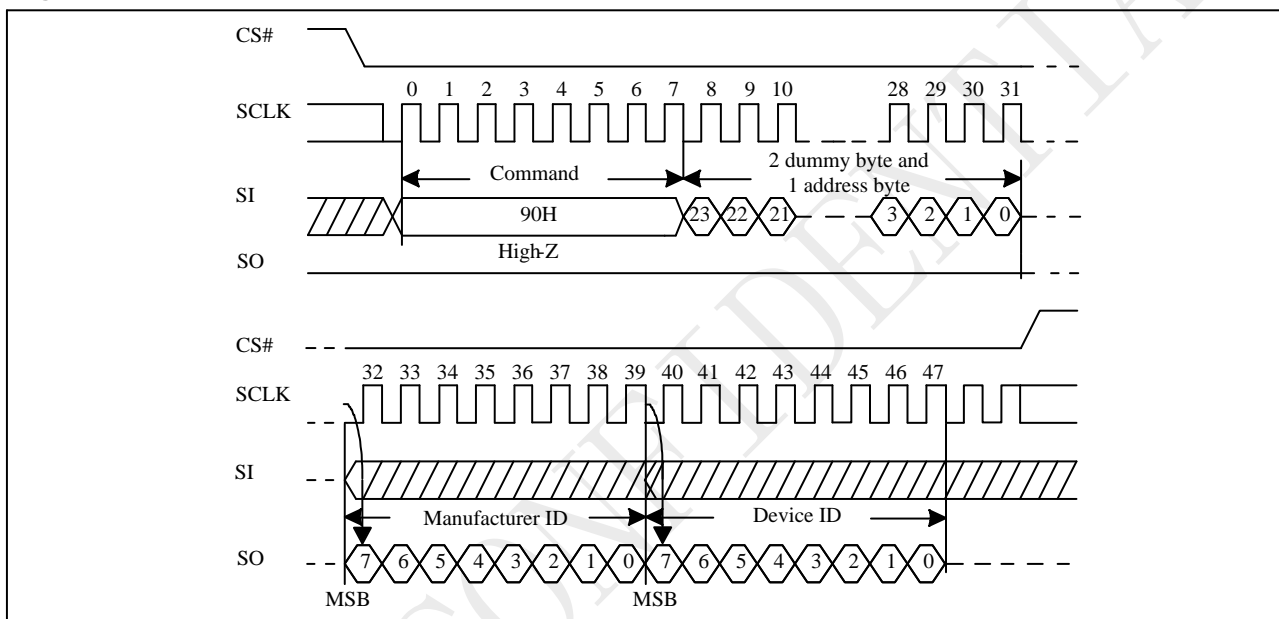 CS#
0 1 2 3 4 5 6 7 8 9 10 28 29 30 31
SCLK
Command
2 dummy byte and
1 address byte
SI
90H
23 22 21 3 2 1 0
High-Z
SO
CS#
32 33 34 35 36 37 38 39 40 41 42 43 44 45 46 47
SCLK
SI
Manufacturer ID Device ID
SO
7 6 5 4 3 2 1 0 7 6 5 4 3 2 1 0
MSB MSB
CONFIDENTIA